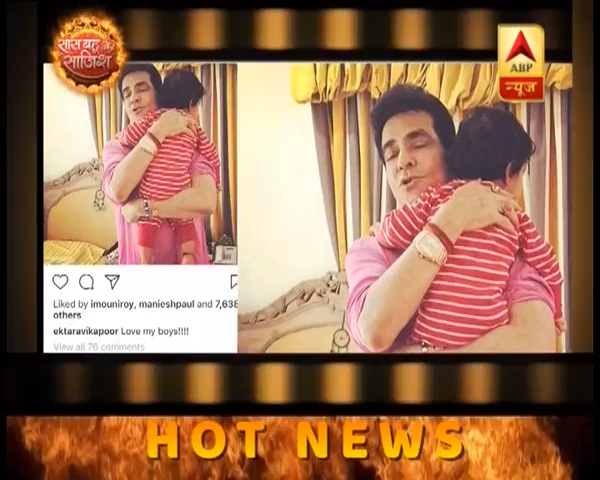 सास बहू और
साज़िश
ABP
न्यूज़
Liked by imouniroy, manieshpaul and 7,638
others
ektaravikapoor Love my boys!!!!
View all 76 comments
HOT NEWS